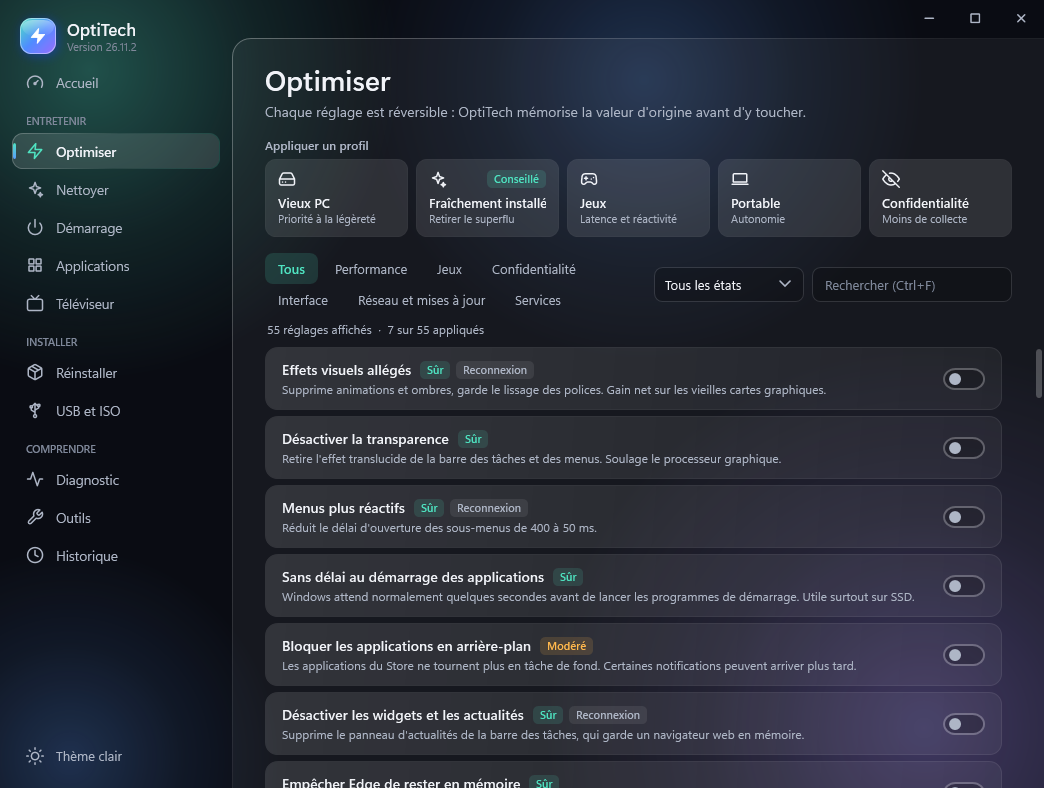 OptiTech
Version 26.11.2
Accueil
ENTRETENIR
Optimiser
Nettoyer
Démarrage
Applications
Téléviseur
INSTALLER
Réinstaller
USB et ISO
COMPRENDRE
Diagnostic
Outils
Historique
Thème clair
Optimiser
Chaque réglage est réversible : OptiTech mémorise la valeur d'origine avant d'y toucher.
Appliquer un profil
Vieux PC
Priorité à la légèreté
Conseillé
Fraîchement installé
Retirer le superflu
Jeux
Latence et réactivité
Portable
Autonomie
Confidentialité
Moins de collecte
Tous Performance Jeux Confidentialité
Interface Réseau et mises à jour Services
Tous les états
Rechercher (Ctrl+F)
55 réglages affichés · 7 sur 55 appliqués
Effets visuels allégés Sûr Reconnexion
Supprime animations et ombres, garde le lissage des polices. Gain net sur les vieilles cartes graphiques.
Désactiver la transparence Sûr
Retire l'effet translucide de la barre des tâches et des menus. Soulage le processeur graphique.
Menus plus réactifs Sûr Reconnexion
Réduit le délai d'ouverture des sous-menus de 400 à 50 ms.
Sans délai au démarrage des applications Sûr
Windows attend normalement quelques secondes avant de lancer les programmes de démarrage. Utile surtout sur SSD.
Bloquer les applications en arrière-plan Modéré
Les applications du Store ne tournent plus en tâche de fond. Certaines notifications peuvent arriver plus tard.
Désactiver les widgets et les actualités Sûr Reconnexion
Supprime le panneau d'actualités de la barre des tâches, qui garde un navigateur web en mémoire.
Empêcher Edge de rester en mémoire Sûr